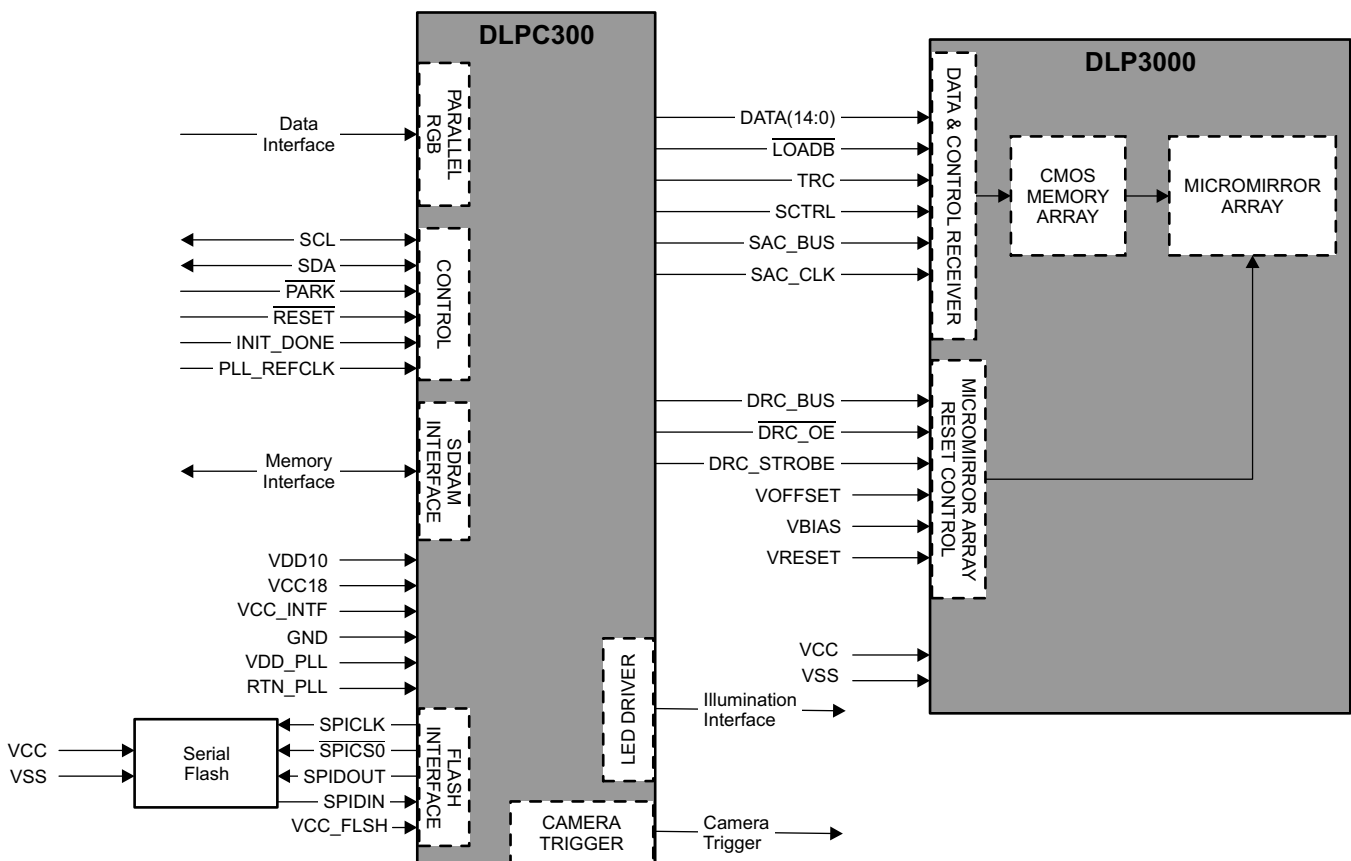 DLPC300
DLP3000
PARALLEL
RGB
Data
Interface
CONTROL
SCL
SDA
PARK
RESET
INIT_DONE
PLL_REFCLK
SDRAM
INTERFACE
Memory
Interface
VDD10
VCC18
VCC_INTF
GND
VDD_PLL
RTN_PLL
FLASH
INTERFACE
SPICLK
SPICS0
SPIDOUT
SPIDIN
VCC_FLSH
Serial
Flash
VCC
VSS
LED DRIVER
Illumination
Interface
CAMERA
TRIGGER
Camera
Trigger
DATA(14:0)
LOADB
TRC
SCTRL
SAC_BUS
SAC_CLK
DATA & CONTROL RECEIVER
CMOS
MEMORY
ARRAY
MICROMIRROR
ARRAY
DRC_BUS
DRC_OE
DRC_STROBE
VOFFSET
VBIAS
VRESET
MICROMIRROR ARRAY
RESET CONTROL
VCC
VSS